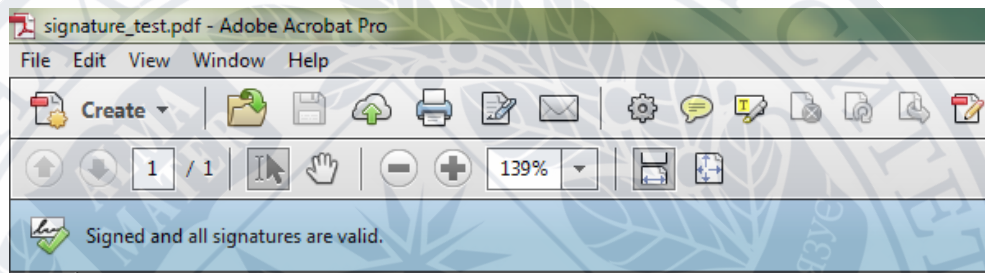 signature_test.pdf - Adobe Acrobat Pro
File Edit View Window Help
Create
1 / 1 139%
Signed and all signatures are valid.